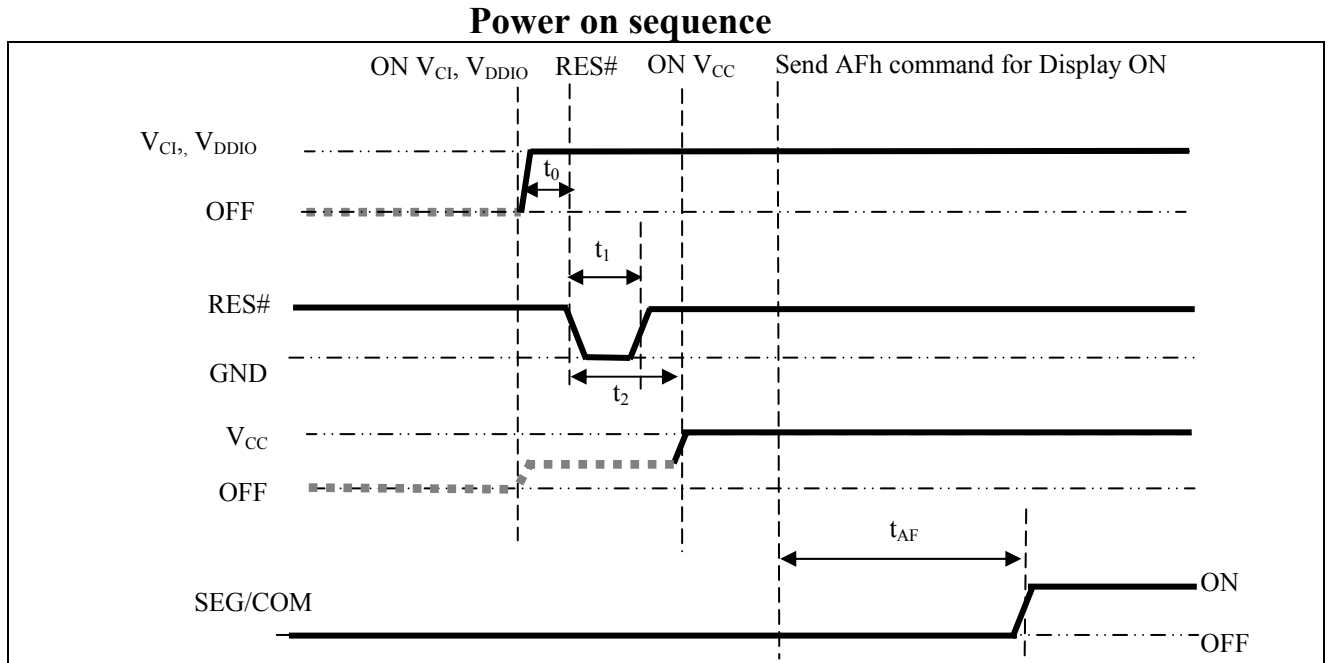 Power on sequence
ON VCI, VDDIO RES# ON VCC Send AFh command for Display ON
VCI,, VDDIO
t0
OFF
t1
RES#
GND
t2
VCC
OFF
tAF
SEG/COM
ON
OFF